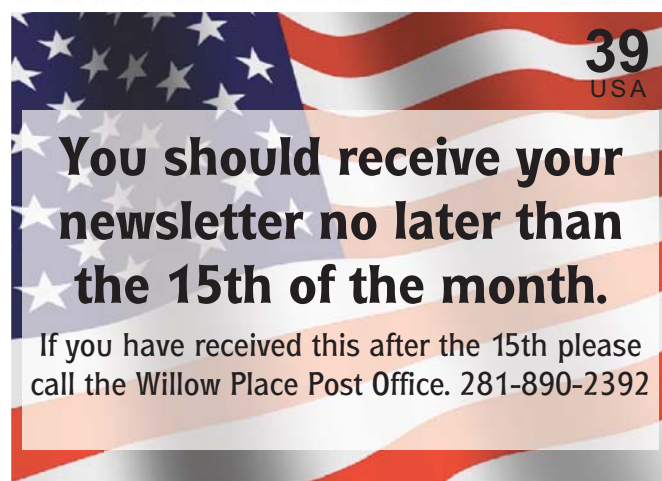 39
USA
You should receive your
newsletter no later than
the 15th of the month.
If you have received this after the 15th please
call the Willow Place Post Office. 281-890-2392